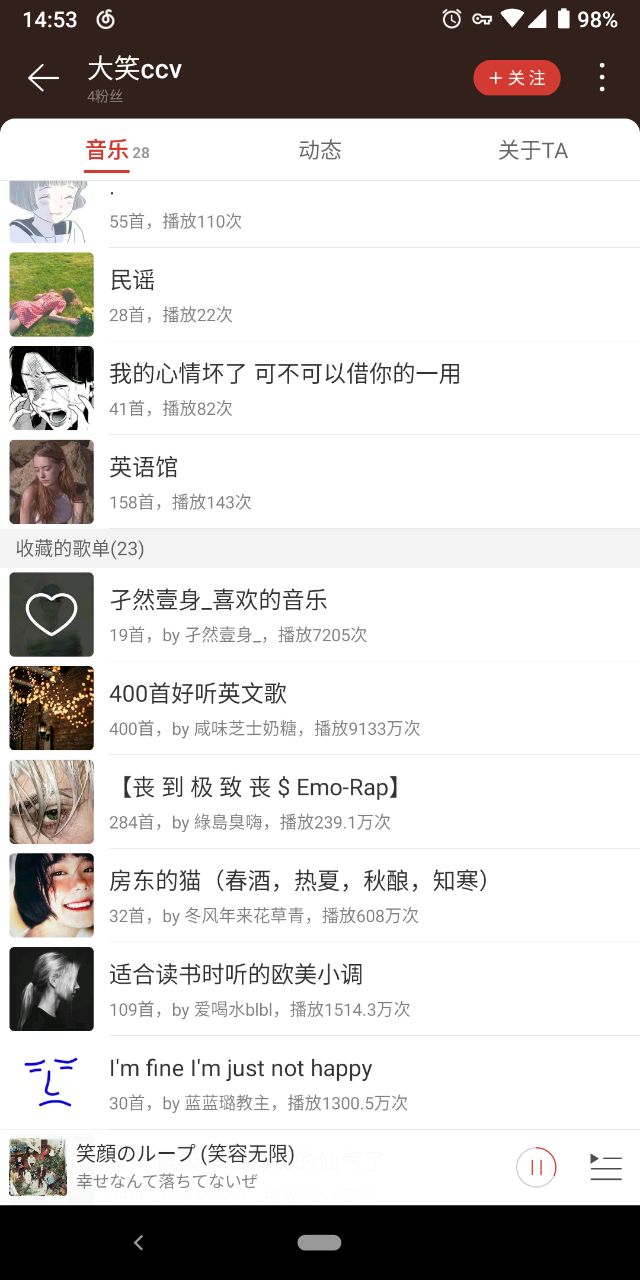 14:53
98%
大笑ccv
4粉丝
+ 关注
音乐 28
动态
关于TA
.
55首，播放110次
民谣
28首，播放22次
我的心情坏了 可不可以借你的一用
41首，播放82次
英语馆
158首，播放143次
收藏的歌单(23)
孑然壹身_喜欢的音乐
19首，by 孑然壹身_，播放7205次
400首好听英文歌
400首，by 咸味芝士奶糖，播放9133万次
【丧 到 极 致 丧 $ Emo-Rap】
284首，by 綠島臭嗨，播放239.1万次
房东的猫（春酒，热夏，秋酿，知寒）
32首，by 冬风年来花草青，播放608万次
适合读书时听的欧美小调
109首，by 爱喝水blbl，播放1514.3万次
I'm fine I'm just not happy
30首，by 蓝蓝璐教主，播放1300.5万次
笑顔のループ (笑容无限)
幸せなんて落ちてないぜ